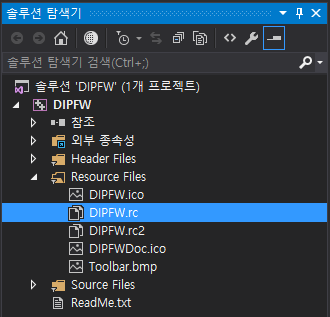 솔루션 탐색기
솔루션 탐색기 검색(Ctrl+;)
솔루션 'DIPFW' (1개 프로젝트)
DIPFW
참조
외부 종속성
Header Files
Resource Files
DIPFW.ico
DIPFW.rc
DIPFW.rc2
DIPFWDoc.ico
Toolbar.bmp
Source Files
ReadMe.txt